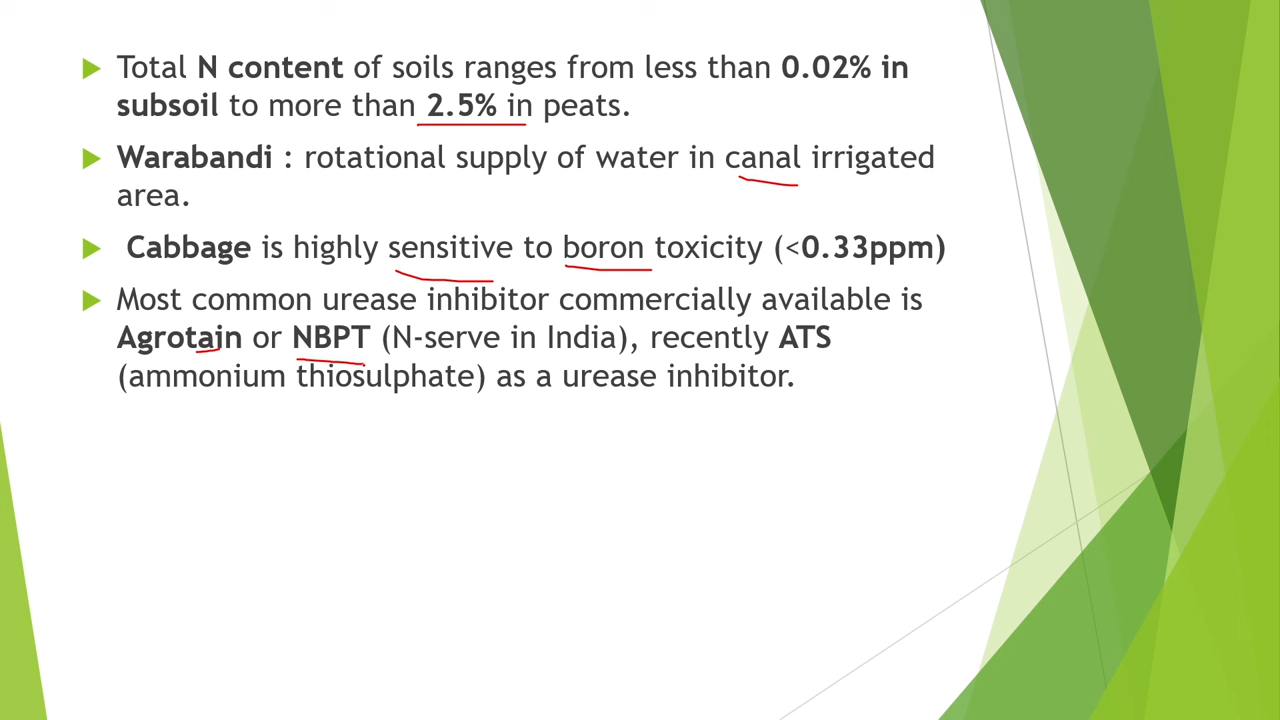 Total N content of soils ranges from less than 0.02% in
subsoil to more than 2.5% in peats.
Warabandi : rotational supply of water in canal irrigated
area.
Cabbage is highly sensitive to boron toxicity (<0.33ppm)
Most common urease inhibitor commercially available is
Agrotain or NBPT (N-serve in India), recently ATS
(ammonium thiosulphate) as a urease inhibitor.